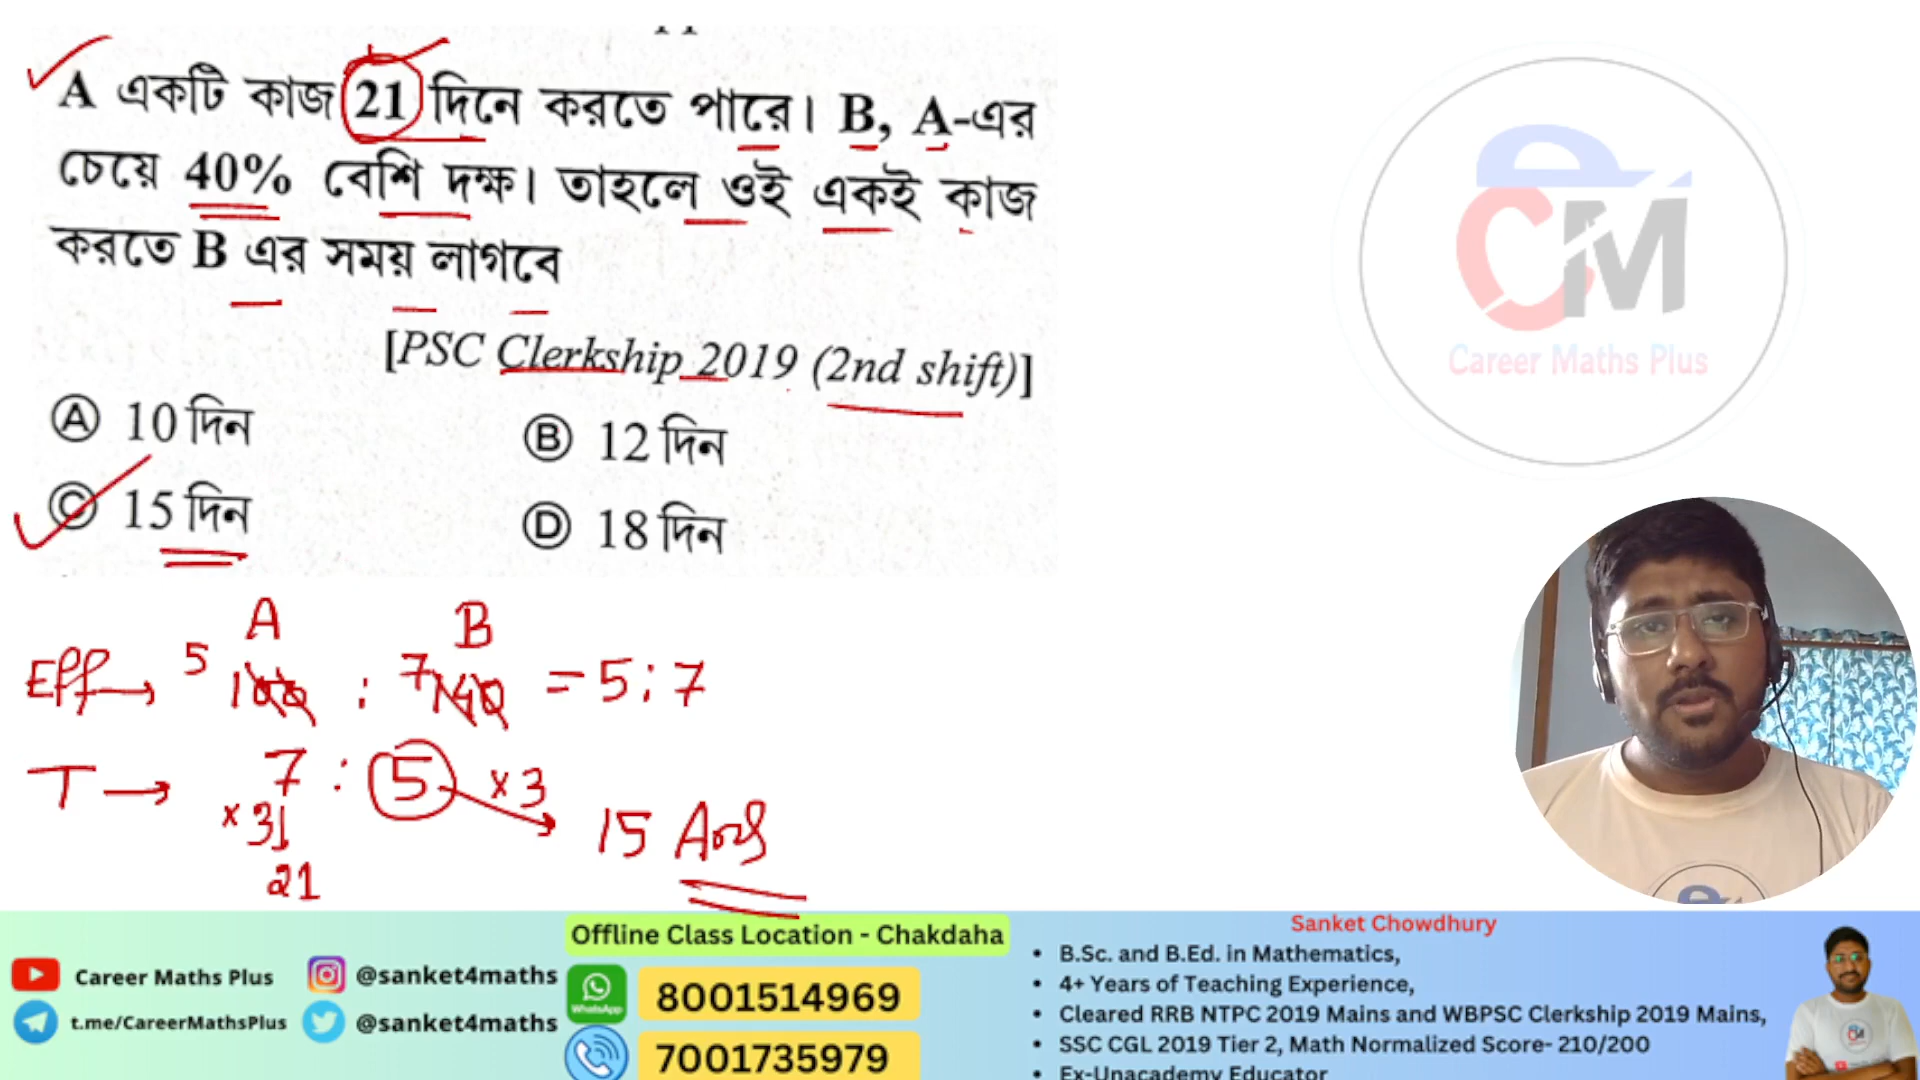 A একটি কাজ 21 দিনে করতে পারে। B, A-এর
চেয়ে 40% বেশি দক্ষ। তাহলে ওই একই কাজ
করতে B এর সময় লাগবে
[PSC Clerkship 2019 (2nd shift)]
Ⓐ 10 দিন
Ⓑ 12 দিন
Ⓒ 15 দিন
Ⓓ 18 দিন
A B
Eff → 5 100 : 7 140 = 5 : 7
T → 7 : 5 × 3
× 3 15 Ans
21
CM
Career Maths Plus
Offline Class Location - Chakdaha
Career Maths Plus
@sanket4maths
t.me/CareerMathsPlus
@sanket4maths
WhatsApp
8001514969
7001735979
Sanket Chowdhury
• B.Sc. and B.Ed. in Mathematics,
• 4+ Years of Teaching Experience,
• Cleared RRB NTPC 2019 Mains and WBPSC Clerkship 2019 Mains,
• SSC CGL 2019 Tier 2, Math Normalized Score- 210/200
• Ex-Unacademy Educator